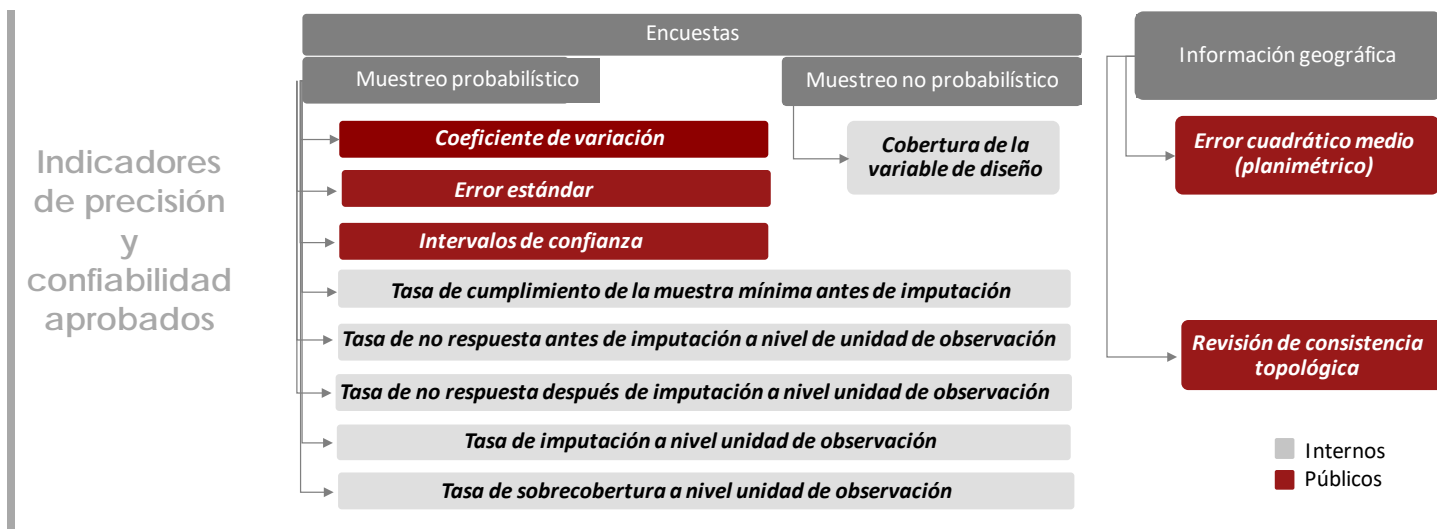 Indicadores
de precisión
y
confiabilidad
aprobados
Encuestas
Muestreo probabilístico
Coeficiente de variación
Error estándar
Intervalos de confianza
Tasa de cumplimiento de la muestra mínima antes de imputación
Tasa de no respuesta antes de imputación a nivel de unidad de observación
Tasa de no respuesta después de imputación a nivel unidad de observación
Tasa de imputación a nivel unidad de observación
Tasa de sobrecobertura a nivel unidad de observación
Muestreo no probabilístico
Cobertura de la
variable de diseño
Información geográfica
Error cuadrático medio
(planimétrico)
Revisión de consistencia
topológica
Internos
Públicos